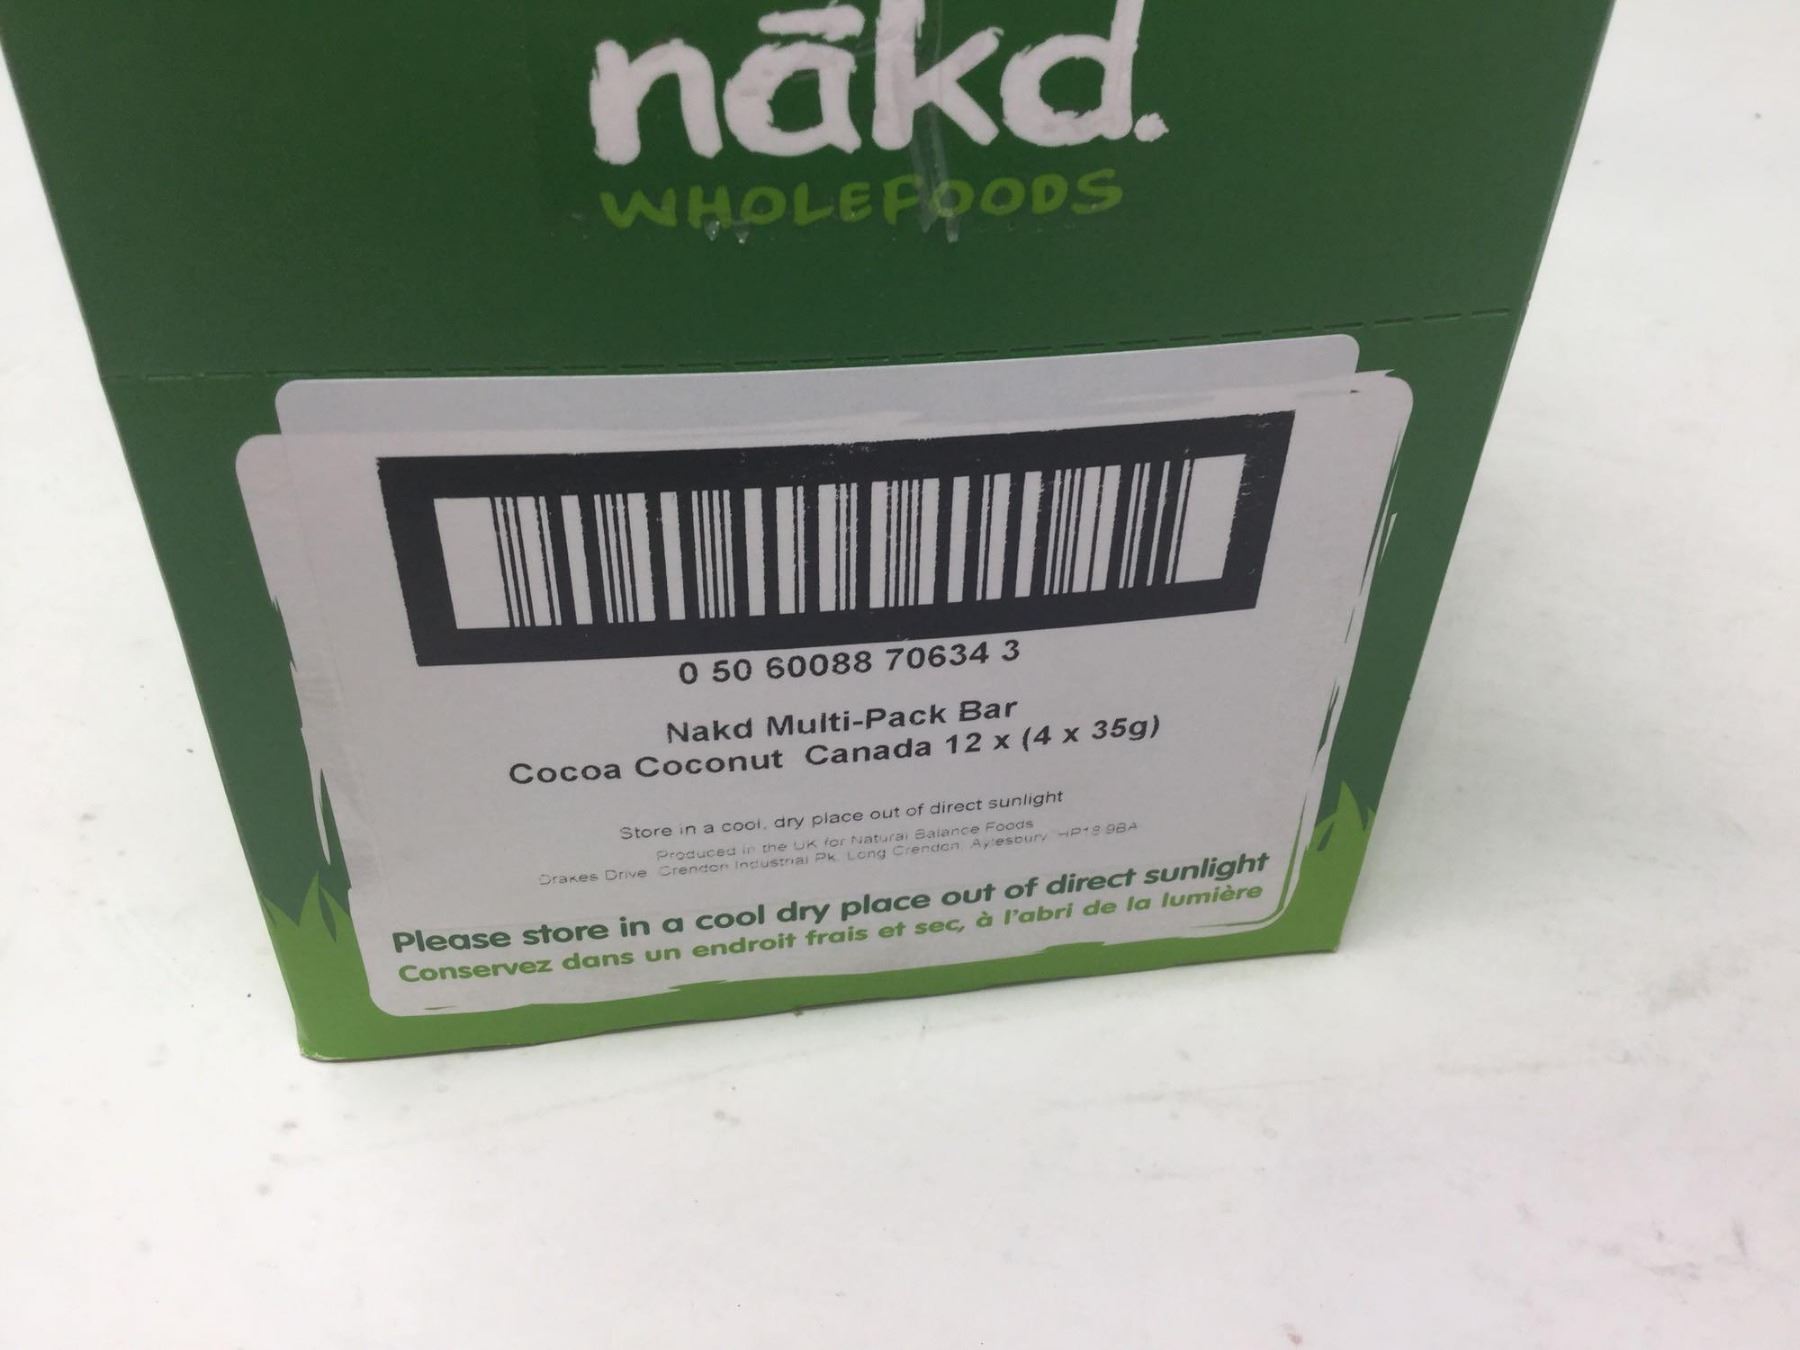 nākd.
WHOLEFOODS
0 50 60088 70634 3
Nakd Multi-Pack Bar
Cocoa Coconut Canada 12 x (4 x 35g)
Store in a cool, dry place out of direct sunlight
Produced in the UK for Natural Balance Foods
Drakes Drive Crendon Industrial Pk. Long Crendon, Aylesbury HP18 9BA
Please store in a cool dry place out of direct sunlight
Conservez dans un endroit frais et sec, à l'abri de la lumière